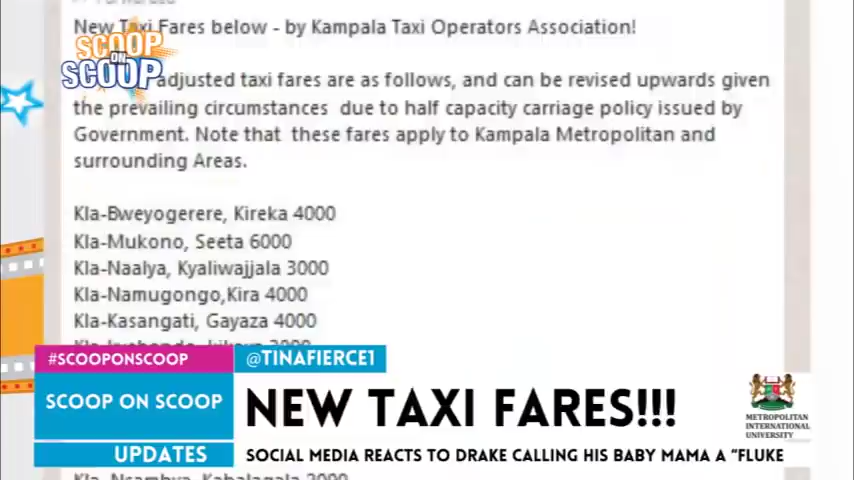 New Taxi Fares below - by Kampala Taxi Operators Association!
SCOOP
ON
SCOOP
adjusted taxi fares are as follows, and can be revised upwards given
the prevailing circumstances due to half capacity carriage policy issued by
Government. Note that these fares apply to Kampala Metropolitan and
surrounding Areas.
Kla-Bweyogerere, Kireka 4000
Kla-Mukono, Seeta 6000
Kla-Naalya, Kyaliwajjala 3000
Kla-Namugongo,Kira 4000
Kla-Kasangati, Gayaza 4000
#SCOOPONSCOOP
@TINAFIERCE1
SCOOP ON SCOOP
NEW TAXI FARES!!!
METROPOLITAN
INTERNATIONAL
UNIVERSITY
UPDATES
SOCIAL MEDIA REACTS TO DRAKE CALLING HIS BABY MAMA A "FLUKE